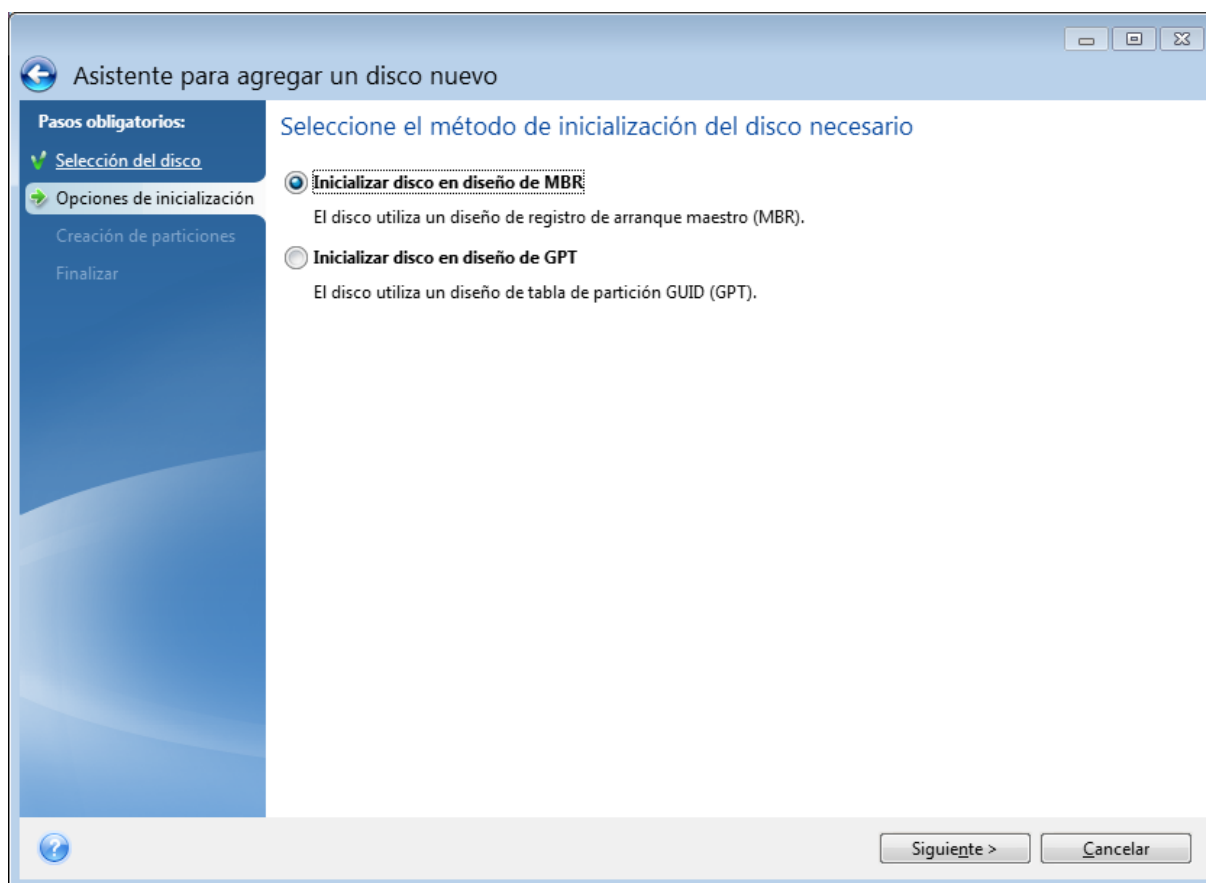 Asistente para agregar un disco nuevo
Pasos obligatorios:
Selección del disco
Opciones de inicialización
Creación de particiones
Finalizar
Seleccione el método de inicialización del disco necesario
Inicializar disco en diseño de MBR
El disco utiliza un diseño de registro de arranque maestro (MBR).
Inicializar disco en diseño de GPT
El disco utiliza un diseño de tabla de partición GUID (GPT).
?
Siguiente >
Cancelar